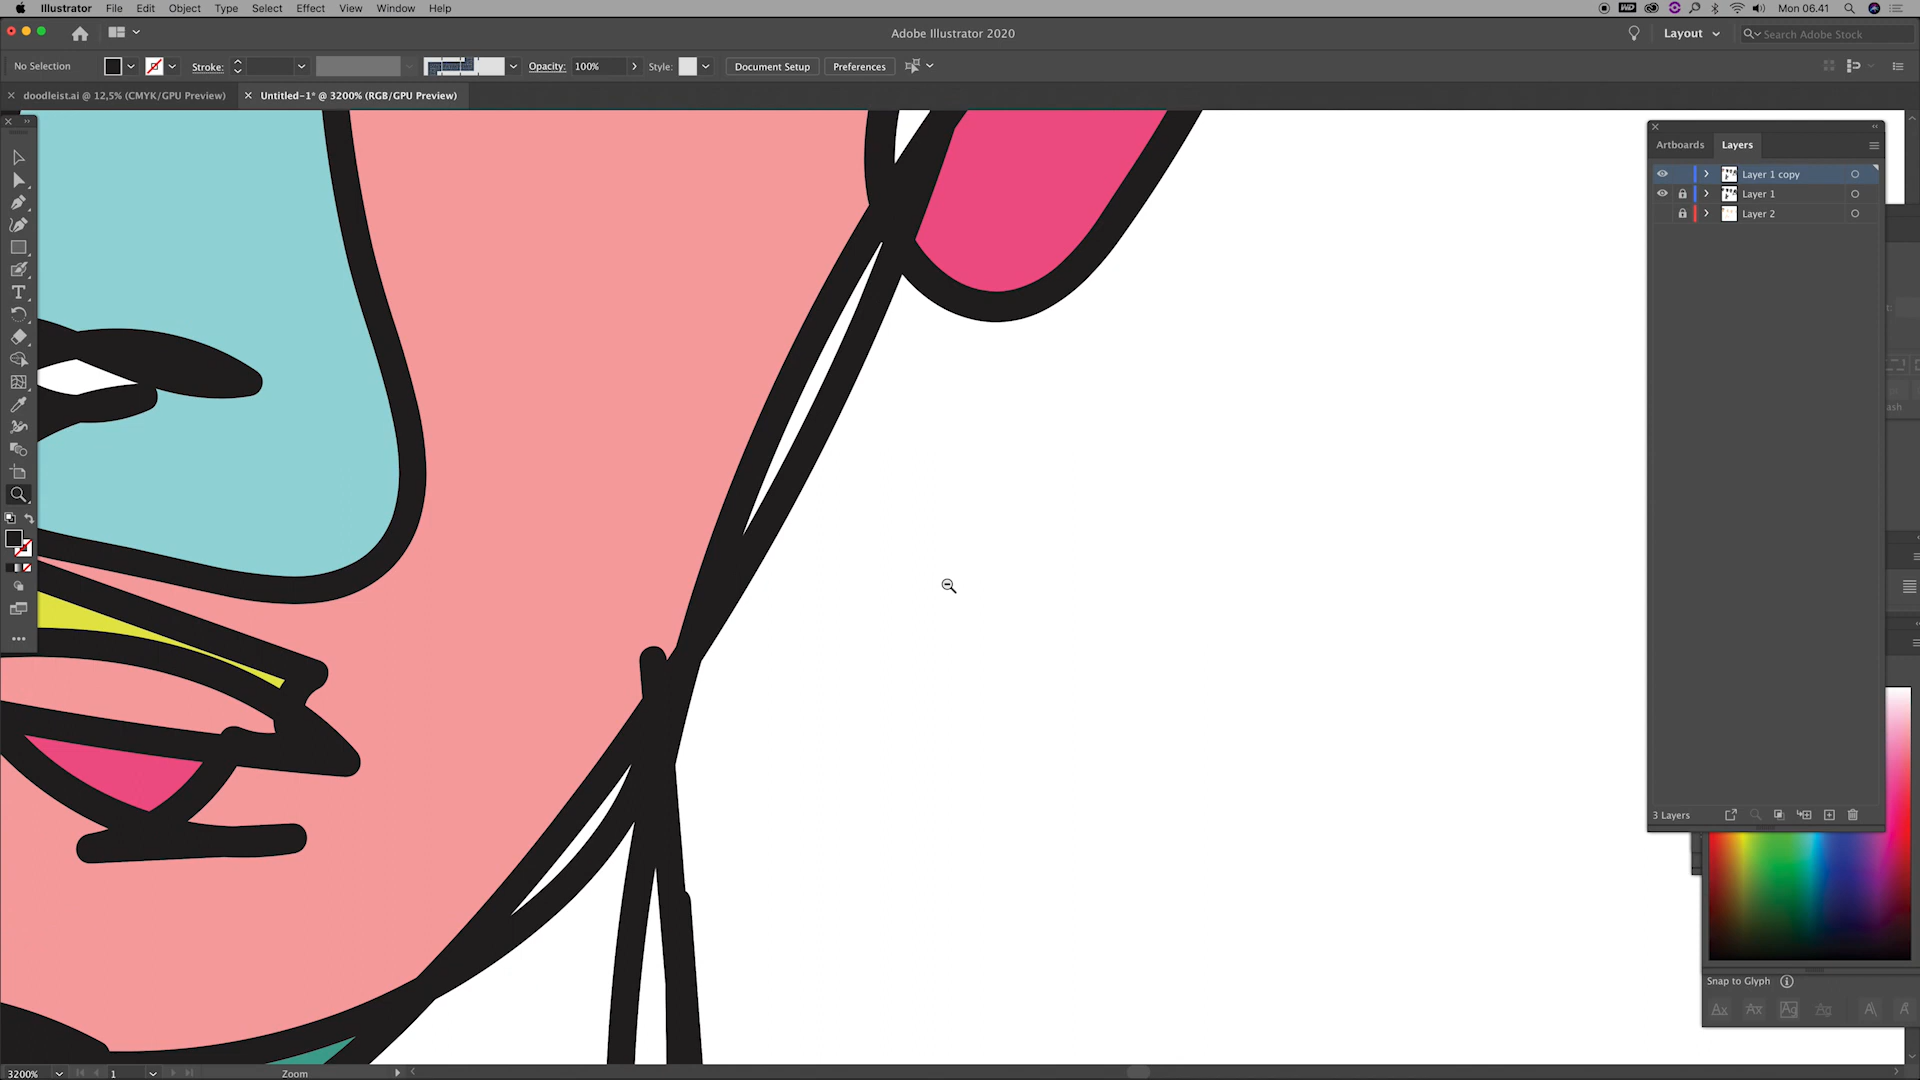 Illustrator File Edit Object Type Select Effect View Window Help Mon 06.41
Adobe Illustrator 2020 Layout Search Adobe Stock
No Selection Stroke: Opacity: 100% Style: Document Setup Preferences
doodleist.ai @ 12,5% (CMYK/GPU Preview) Untitled-1* @ 3200% (RGB/GPU Preview)
Artboards Layers
Layer 1 copy
Layer 1
Layer 2
ash
3 Layers
Snap to Glyph
3200% 1 Zoom